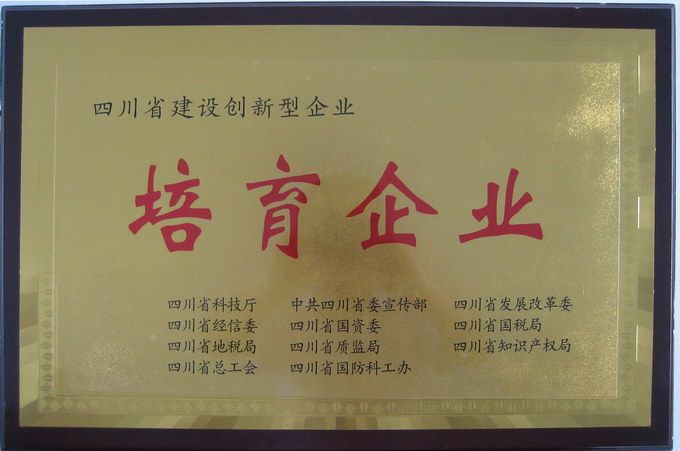 四川省建设创新型企业
培育企业
四川省科技厅 中共四川省委宣传部 四川省发展改革委
四川省经信委 四川省国资委 四川省国税局
四川省地税局 四川省质监局 四川省知识产权局
四川省总工会 四川省国防科工办